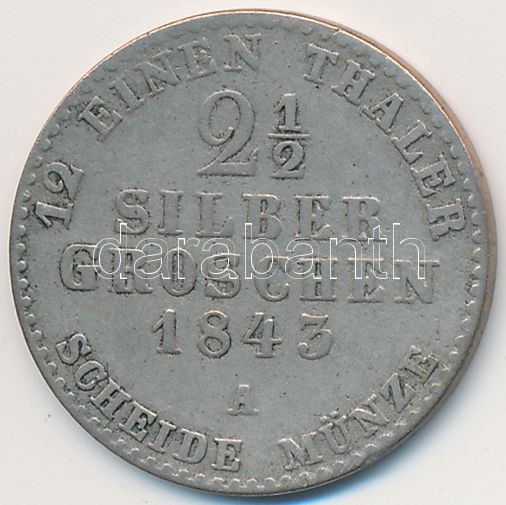 12 EINEN THALER
2 1/2
SILBER
GROSCHEN
1843
A
SCHEIDE MÜNZE
darabanth